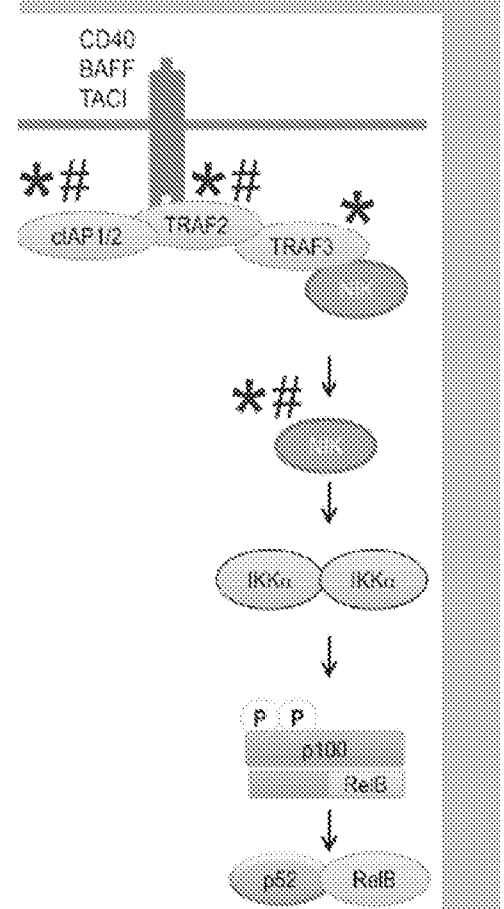 CD40
BAFF
TACI
*#
*#
*
cIAP1/2
TRAF2
TRAF3
*#
IKKα
IKKα
P
P
p100
RelB
p52
RelB